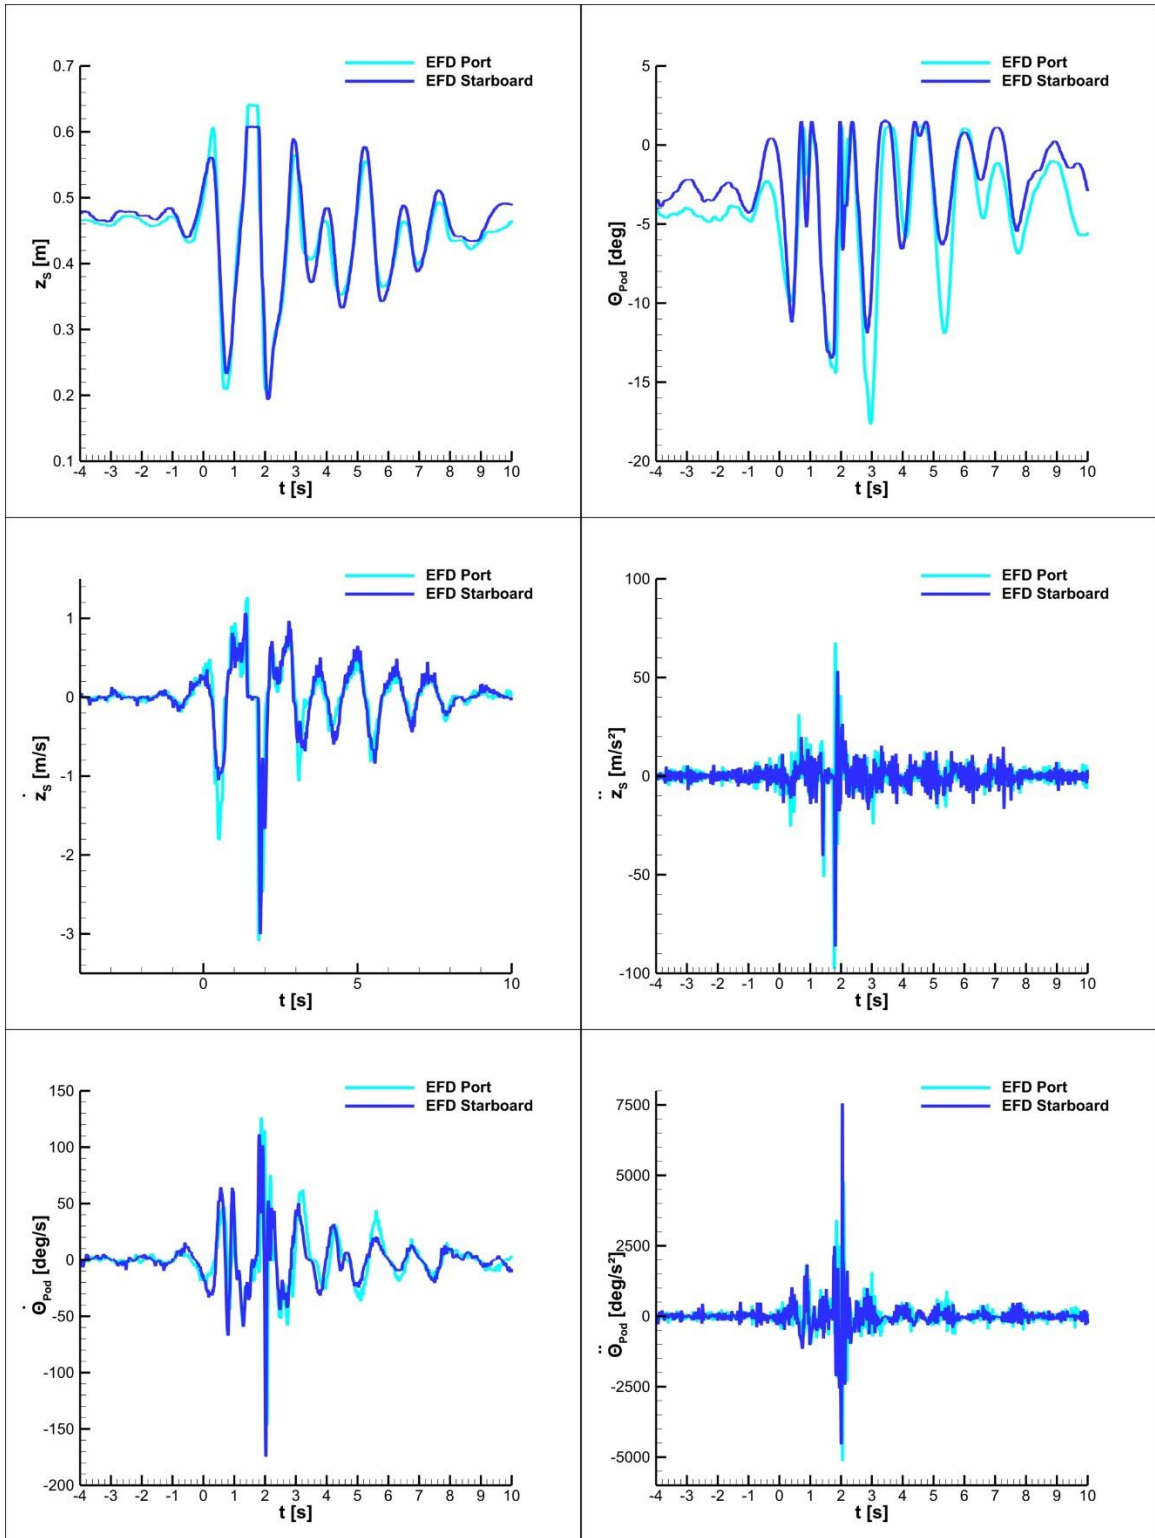 EFD Port
EFD Starboard
0.7
0.6
0.5
0.4
0.3
0.2
0.1
z_S [m]
-4 -3 -2 -1 0 1 2 3 4 5 6 7 8 9 10
t [s]
EFD Port
EFD Starboard
5
0
-5
-10
-15
-20
Θ_Pod [deg]
-4 -3 -2 -1 0 1 2 3 4 5 6 7 8 9 10
t [s]
EFD Port
EFD Starboard
1
0
-1
-2
-3
ż_S [m/s]
0 5 10
t [s]
EFD Port
EFD Starboard
100
50
0
-50
-100
z̈_S [m/s²]
-4 -3 -2 -1 0 1 2 3 4 5 6 7 8 9 10
t [s]
EFD Port
EFD Starboard
150
100
50
0
-50
-100
-150
-200
Θ̇_Pod [deg/s]
-4 -3 -2 -1 0 1 2 3 4 5 6 7 8 9 10
t [s]
EFD Port
EFD Starboard
7500
5000
2500
0
-2500
-5000
Θ̈_Pod [deg/s²]
-4 -3 -2 -1 0 1 2 3 4 5 6 7 8 9 10
t [s]